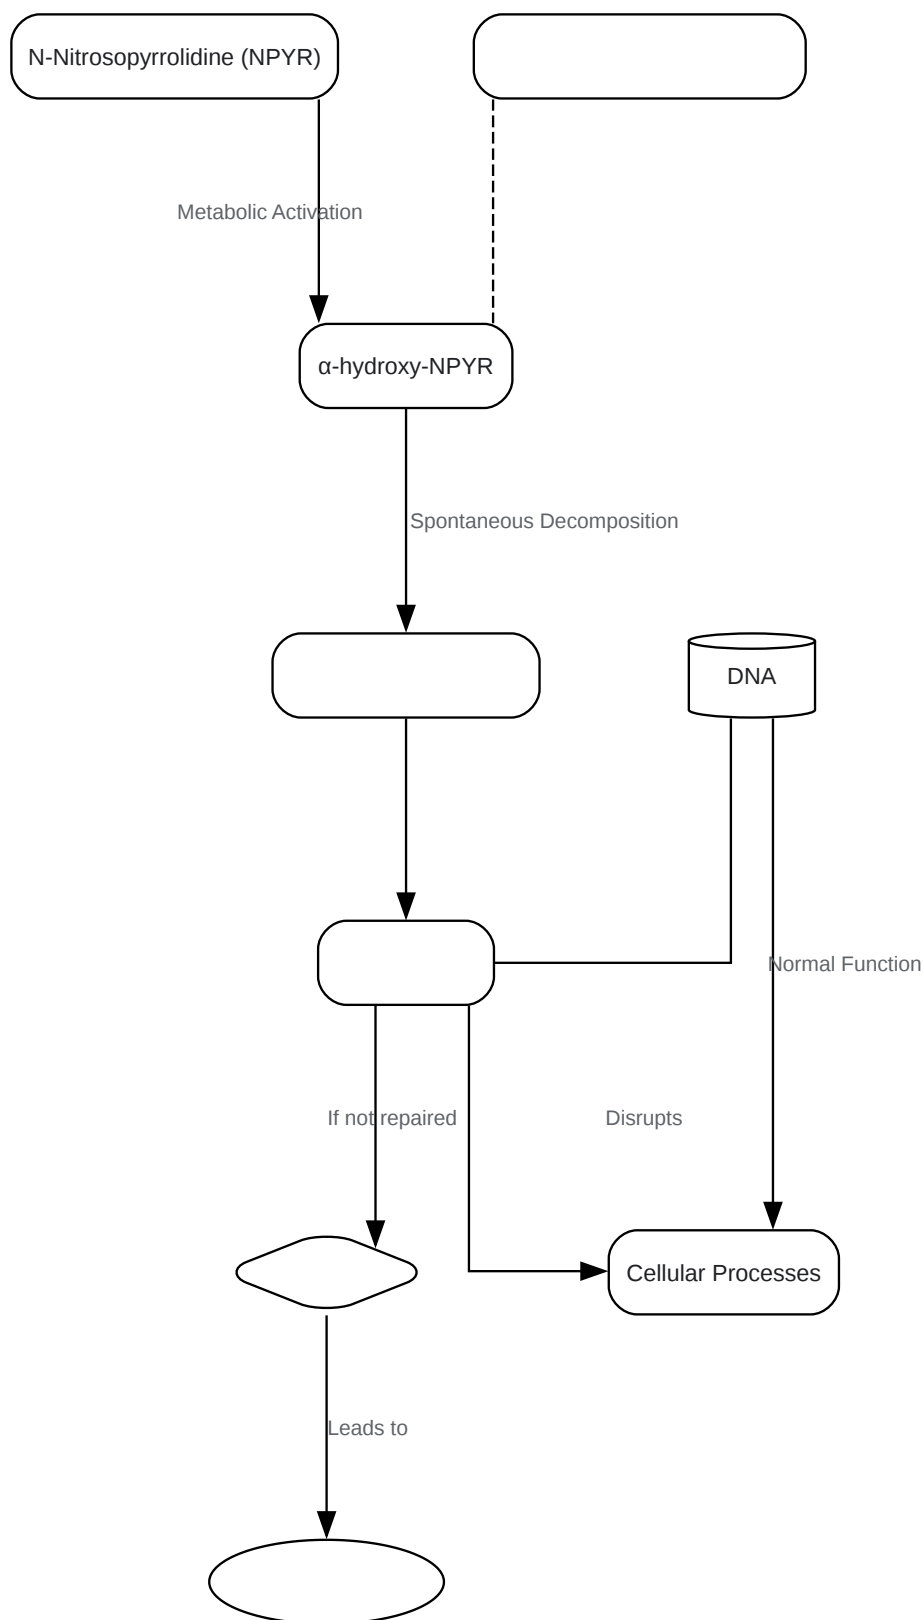 N-Nitrosopyrrolidine (NPYR)
Metabolic Activation
α-hydroxy-NPYR
Spontaneous Decomposition
DNA
Normal Function
If not repaired
Disrupts
Cellular Processes
Leads to